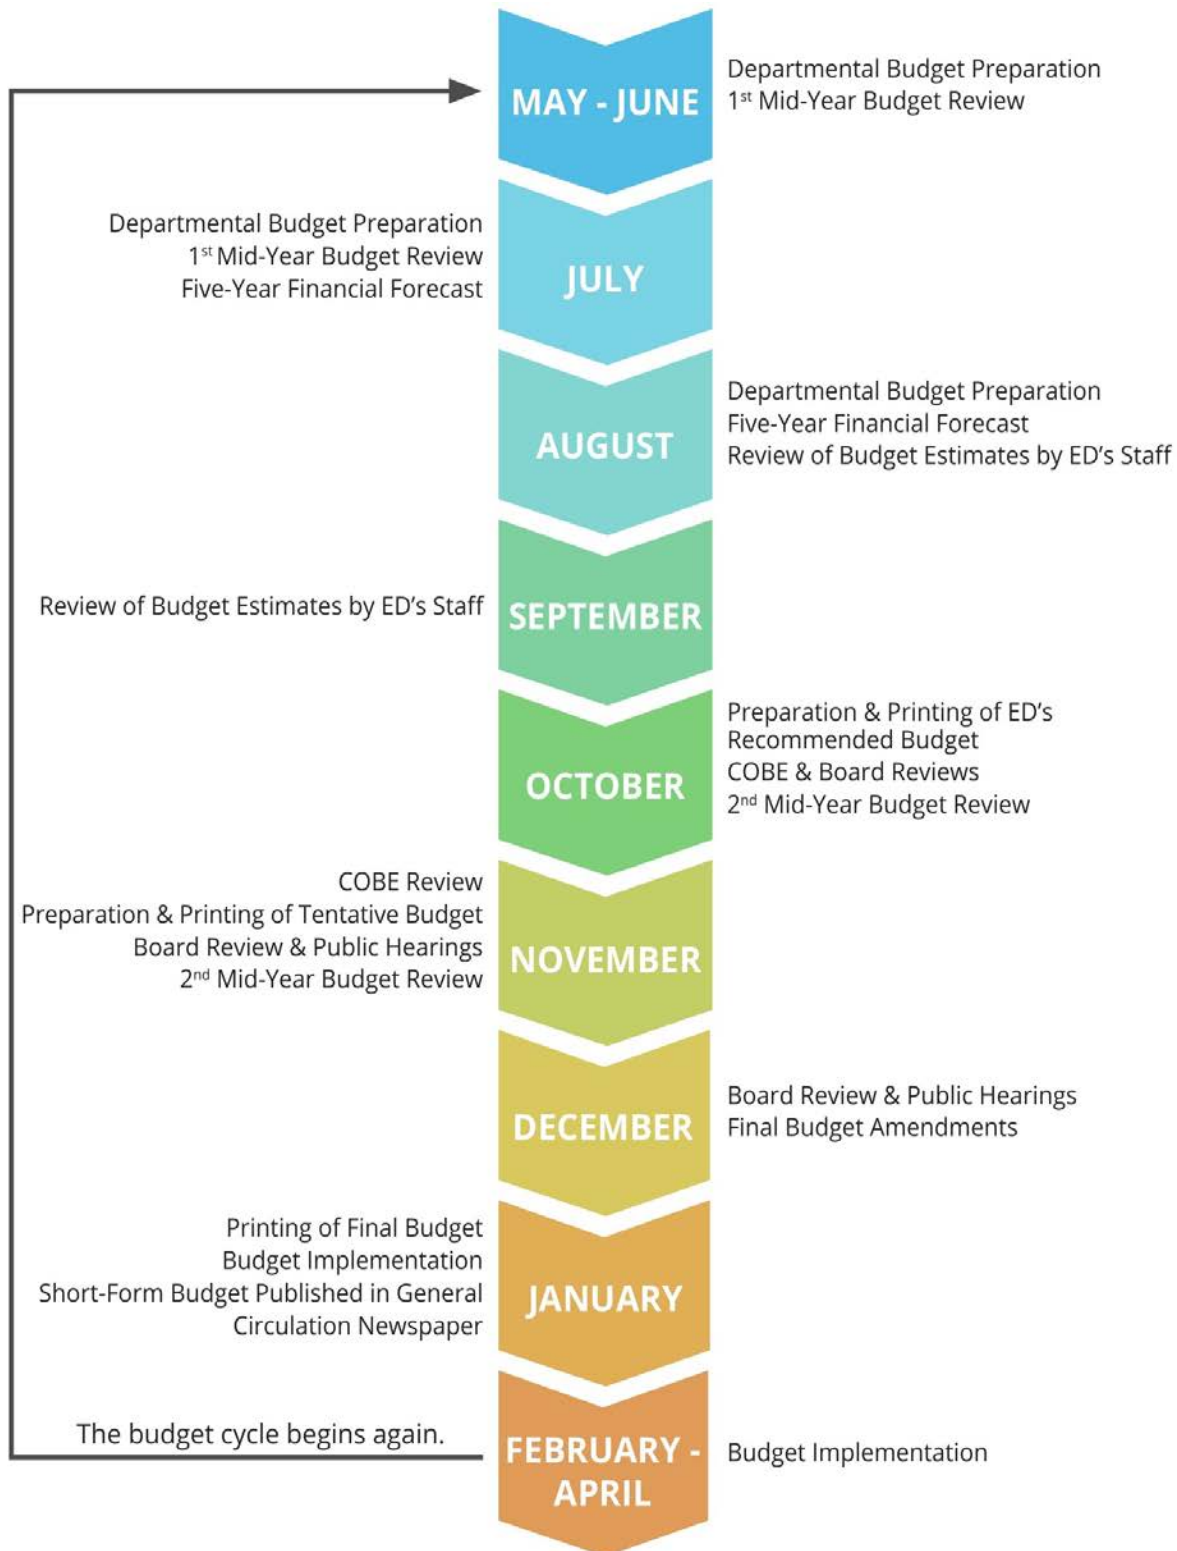 MAY - JUNE
Departmental Budget Preparation
1st Mid-Year Budget Review
JULY
Departmental Budget Preparation
1st Mid-Year Budget Review
Five-Year Financial Forecast
AUGUST
Departmental Budget Preparation
Five-Year Financial Forecast
Review of Budget Estimates by ED’s Staff
SEPTEMBER
Review of Budget Estimates by ED’s Staff
OCTOBER
Preparation & Printing of ED’s
Recommended Budget
COBE & Board Reviews
2nd Mid-Year Budget Review
NOVEMBER
COBE Review
Preparation & Printing of Tentative Budget
Board Review & Public Hearings
2nd Mid-Year Budget Review
DECEMBER
Board Review & Public Hearings
Final Budget Amendments
JANUARY
Printing of Final Budget
Budget Implementation
Short-Form Budget Published in General
Circulation Newspaper
FEBRUARY -
APRIL
Budget Implementation
The budget cycle begins again.